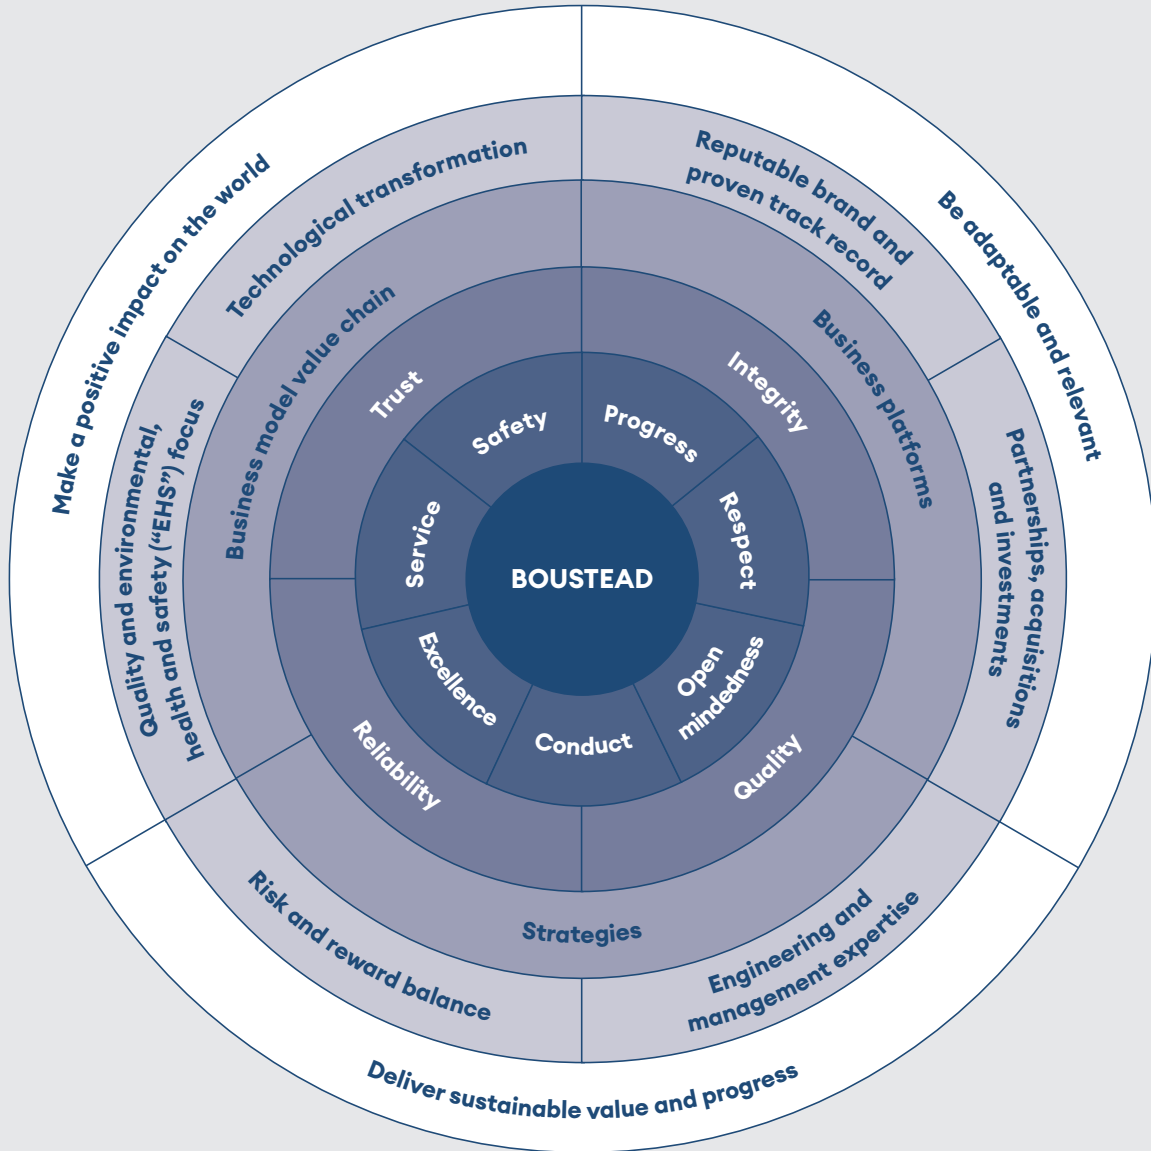 Make a positive impact on the world
Be adaptable and relevant
Deliver sustainable value and progress
Technological transformation
Reputable brand and
proven track record
Partnerships, acquisitions
and investments
Engineering and
management expertise
Risk and reward balance
Quality and environmental,
health and safety (“EHS”) focus
Business model value chain
Business platforms
Strategies
Trust
Integrity
Quality
Reliability
Safety
Progress
Respect
Open
mindedness
Conduct
Excellence
Service
BOUSTEAD